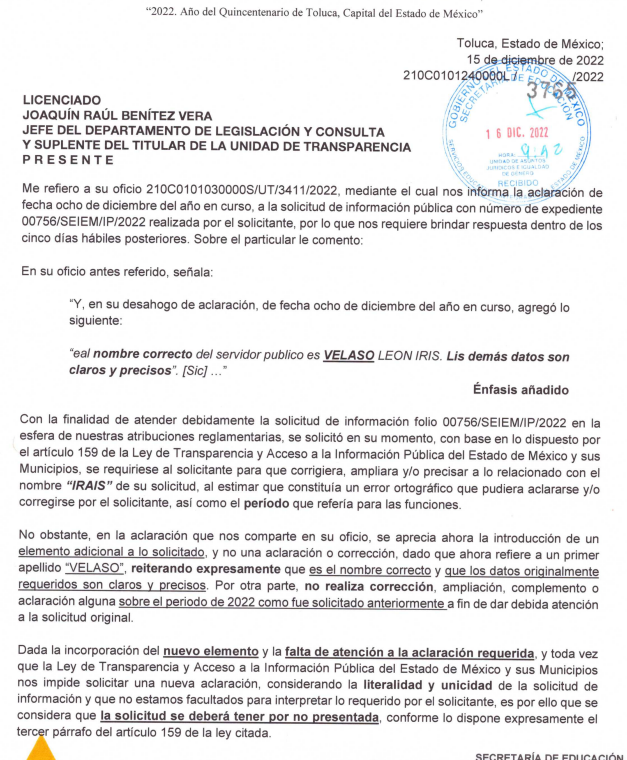 “2022. Año del Quincentenario de Toluca, Capital del Estado de México”
Toluca, Estado de México;
15 de diciembre de 2022
210C0101240000L / 3765 /2022
GOBIERNO DEL ESTADO DE MÉXICO
SECRETARÍA DE EDUCACIÓN
16 DIC. 2022
HORA:
UNIDAD DE ASUNTOS
JURÍDICOS E IGUALDAD
DE GÉNERO
RECIBIDO
LICENCIADO
JOAQUÍN RAÚL BENÍTEZ VERA
JEFE DEL DEPARTAMENTO DE LEGISLACIÓN Y CONSULTA
Y SUPLENTE DEL TITULAR DE LA UNIDAD DE TRANSPARENCIA
P R E S E N T E
Me refiero a su oficio 210C0101030000S/UT/3411/2022, mediante el cual nos informa la aclaración de
fecha ocho de diciembre del año en curso, a la solicitud de información pública con número de expediente
00756/SEIEM/IP/2022 realizada por el solicitante, por lo que nos requiere brindar respuesta dentro de los
cinco días hábiles posteriores. Sobre el particular le comento:
En su oficio antes referido, señala:
“Y, en su desahogo de aclaración, de fecha ocho de diciembre del año en curso, agregó lo
siguiente:
“eal nombre correcto del servidor publico es VELASO LEON IRIS. Lis demás datos son
claros y precisos”. [Sic] …”
Énfasis añadido
Con la finalidad de atender debidamente la solicitud de información folio 00756/SEIEM/IP/2022 en la
esfera de nuestras atribuciones reglamentarias, se solicitó en su momento, con base en lo dispuesto por
el artículo 159 de la Ley de Transparencia y Acceso a la Información Pública del Estado de México y sus
Municipios, se requiriese al solicitante para que corrigiera, ampliara y/o precisar a lo relacionado con el
nombre “IRAIS” de su solicitud, al estimar que constituía un error ortográfico que pudiera aclararse y/o
corregirse por el solicitante, así como el período que refería para las funciones.
No obstante, en la aclaración que nos comparte en su oficio, se aprecia ahora la introducción de un
elemento adicional a lo solicitado, y no una aclaración o corrección, dado que ahora refiere a un primer
apellido “VELASO”, reiterando expresamente que es el nombre correcto y que los datos originalmente
requeridos son claros y precisos. Por otra parte, no realiza corrección, ampliación, complemento o
aclaración alguna sobre el periodo de 2022 como fue solicitado anteriormente a fin de dar debida atención
a la solicitud original.
Dada la incorporación del nuevo elemento y la falta de atención a la aclaración requerida, y toda vez
que la Ley de Transparencia y Acceso a la Información Pública del Estado de México y sus Municipios
nos impide solicitar una nueva aclaración, considerando la literalidad y unicidad de la solicitud de
información y que no estamos facultados para interpretar lo requerido por el solicitante, es por ello que se
considera que la solicitud se deberá tener por no presentada, conforme lo dispone expresamente el
tercer párrafo del artículo 159 de la ley citada.
SECRETARÍA DE EDUCACIÓN